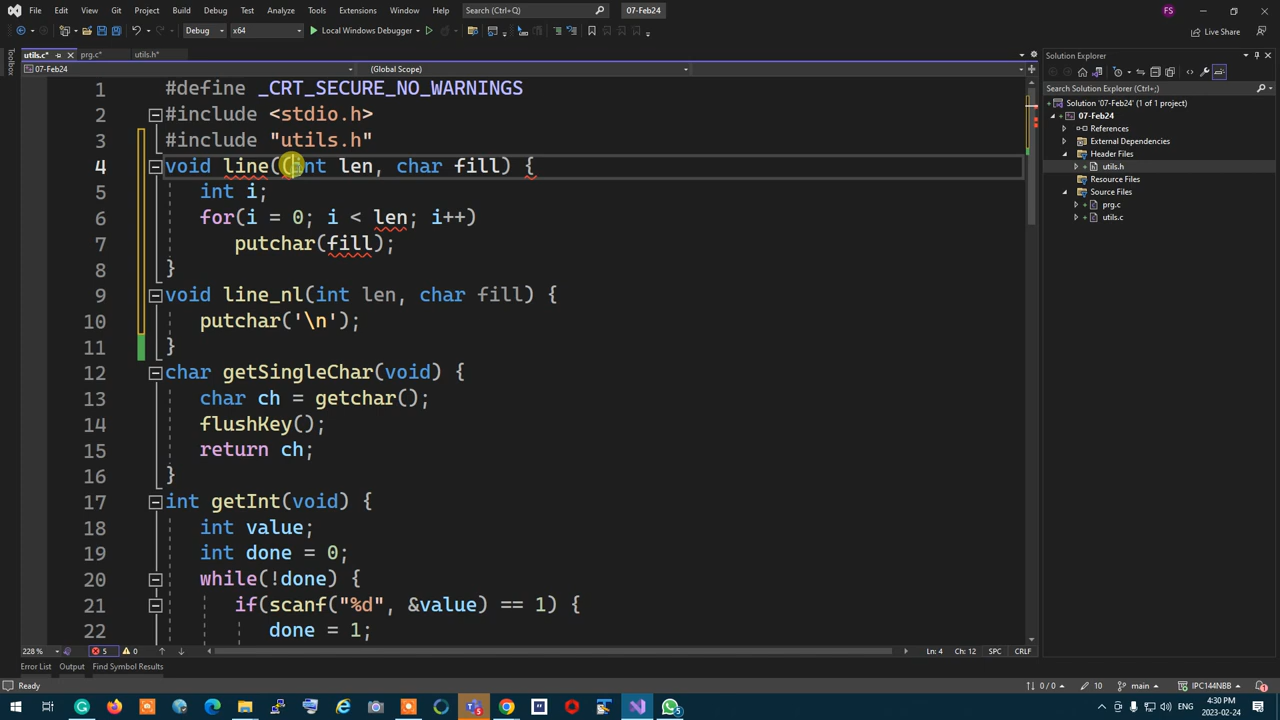 File Edit View Git Project Build Debug Test Analyze Tools Extensions Window Help Search (Ctrl+Q) 07-Feb24 FS
Debug x64 Local Windows Debugger Live Share
utils.c* prg.c* utils.h*
Toolbox
07-Feb24 (Global Scope)
Solution Explorer
Search Solution Explorer (Ctrl+;)
Solution '07-Feb24' (1 of 1 project)
07-Feb24
References
External Dependencies
Header Files
utils.h
Resource Files
Source Files
prg.c
utils.c
1 #define _CRT_SECURE_NO_WARNINGS
2 #include <stdio.h>
3 #include "utils.h"
4 void line((int len, char fill) {
5 int i;
6 for(i = 0; i < len; i++)
7 putchar(fill);
8 }
9 void line_nl(int len, char fill) {
10 putchar('\n');
11 }
12 char getSingleChar(void) {
13 char ch = getchar();
14 flushKey();
15 return ch;
16 }
17 int getInt(void) {
18 int value;
19 int done = 0;
20 while(!done) {
21 if(scanf("%d", &value) == 1) {
22 done = 1;
228 % 5 0 Ln: 4 Ch: 12 SPC CRLF
Error List Output Find Symbol Results
Ready 0 / 0 10 main IPC144NBB 1
5 5 4:30 PM
2023-02-24